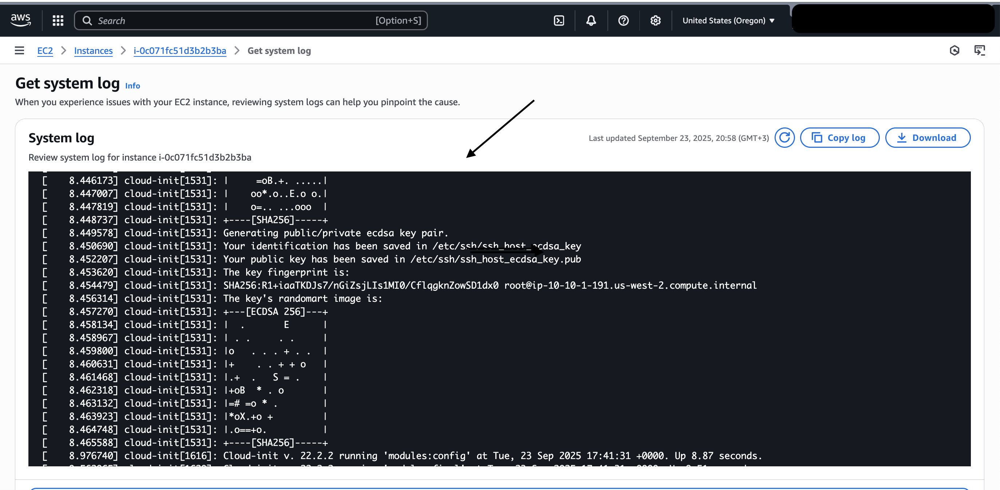 aws
Search [Option+S] United States (Oregon)
EC2 Instances i-0c071fc51d3b2b3ba Get system log
Get system log Info
When you experience issues with your EC2 instance, reviewing system logs can help you pinpoint the cause.
System log Last updated September 23, 2025, 20:58 (GMT+3) Copy log Download
Review system log for instance i-0c071fc51d3b2b3ba
[    8.446173] cloud-init[1531]: |     =oB.+. .....|
[    8.447007] cloud-init[1531]: |    oo*.o..E.o o.|
[    8.447819] cloud-init[1531]: |    o=.. ...ooo  |
[    8.448737] cloud-init[1531]: +----[SHA256]-----+
[    8.449578] cloud-init[1531]: Generating public/private ecdsa key pair.
[    8.450690] cloud-init[1531]: Your identification has been saved in /etc/ssh/ssh_host_ecdsa_key
[    8.452207] cloud-init[1531]: Your public key has been saved in /etc/ssh/ssh_host_ecdsa_key.pub
[    8.453620] cloud-init[1531]: The key fingerprint is:
[    8.454479] cloud-init[1531]: SHA256:R1+iaaTKDJs7/nGiZsjLIs1MI0/CflqgknZowSD1dx0 root@ip-10-10-1-191.us-west-2.compute.internal
[    8.456314] cloud-init[1531]: The key's randomart image is:
[    8.457270] cloud-init[1531]: +---[ECDSA 256]---+
[    8.458134] cloud-init[1531]: |  .       E      |
[    8.458967] cloud-init[1531]: | . .     . .     |
[    8.459800] cloud-init[1531]: |o   . . . + . .  |
[    8.460631] cloud-init[1531]: |+    . . + + o   |
[    8.461468] cloud-init[1531]: |.+  .   S = .    |
[    8.462318] cloud-init[1531]: |+oB  * . o       |
[    8.463132] cloud-init[1531]: |=# =o * .        |
[    8.463923] cloud-init[1531]: |*oX.+o +         |
[    8.464748] cloud-init[1531]: |.o==+o.          |
[    8.465588] cloud-init[1531]: +----[SHA256]-----+
[    8.976740] cloud-init[1616]: Cloud-init v. 22.2.2 running 'modules:config' at Tue, 23 Sep 2025 17:41:31 +0000. Up 8.87 seconds.